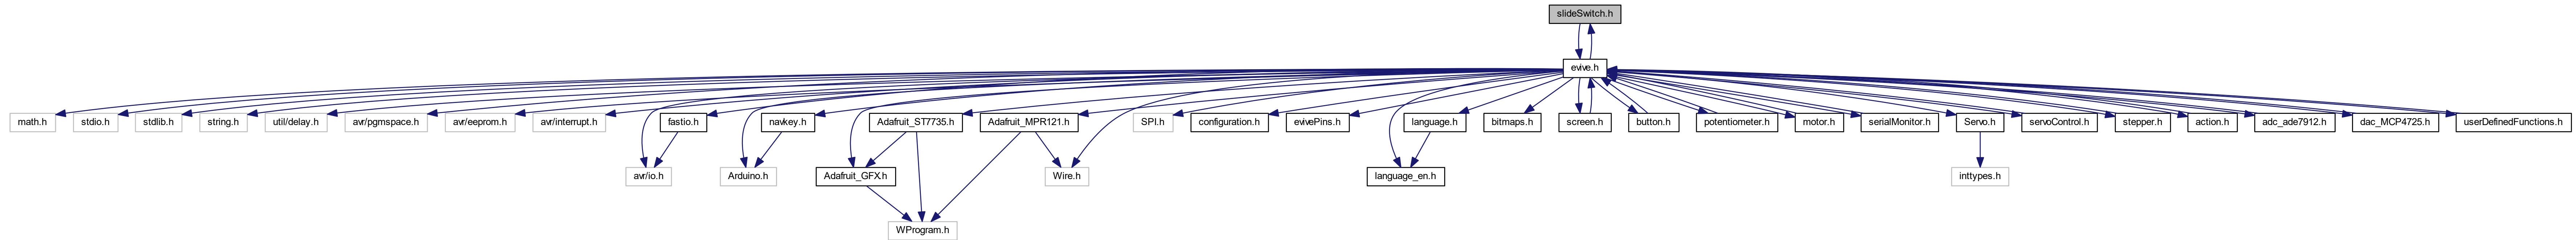 slideSwitch.h
evive.h
math.h
stdio.h
stdlib.h
string.h
util/delay.h
avr/pgmspace.h
avr/eeprom.h
avr/interrupt.h
fastio.h
navkey.h
Adafruit_ST7735.h
Adafruit_MPR121.h
SPI.h
configuration.h
evivePins.h
language.h
bitmaps.h
screen.h
button.h
potentiometer.h
motor.h
serialMonitor.h
Servo.h
servoControl.h
stepper.h
action.h
adc_ade7912.h
dac_MCP4725.h
userDefinedFunctions.h
avr/io.h
Arduino.h
Adafruit_GFX.h
Wire.h
language_en.h
inttypes.h
WProgram.h